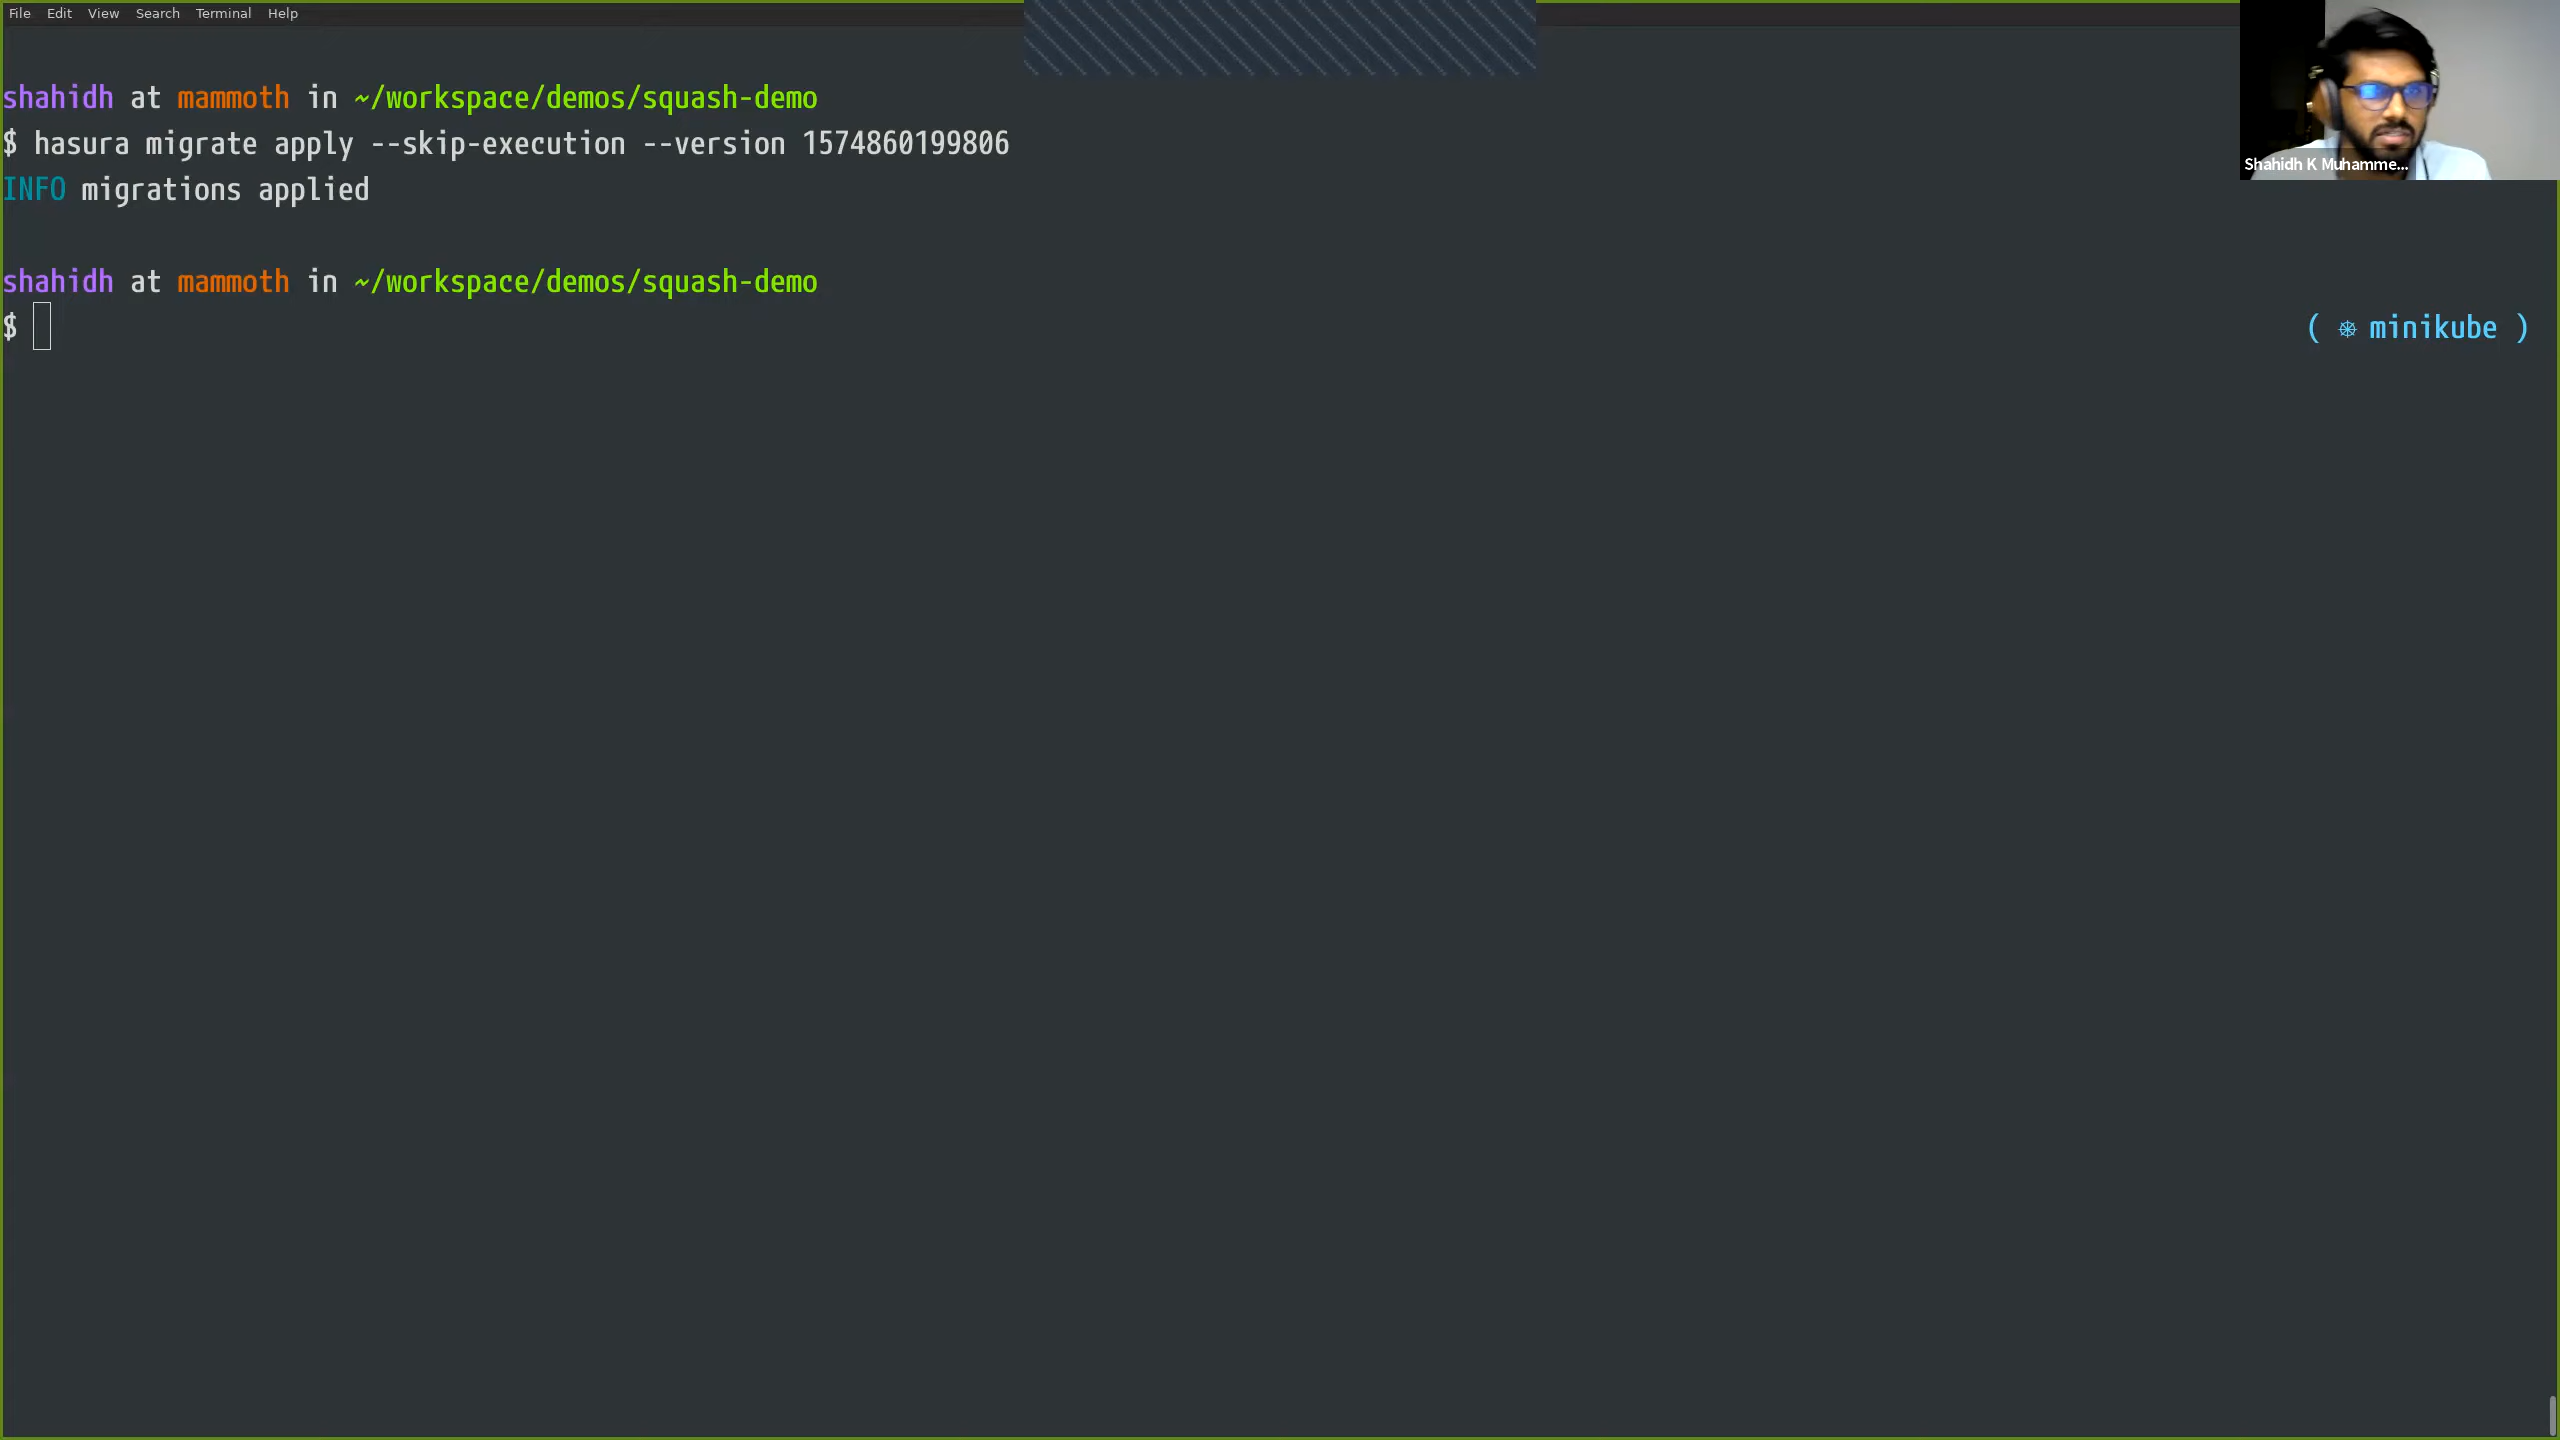 File Edit View Search Terminal Help
shahidh at mammoth in ~/workspace/demos/squash-demo
$ hasura migrate apply --skip-execution --version 1574860199806
INFO migrations applied
shahidh at mammoth in ~/workspace/demos/squash-demo
$ ( ⎈ minikube )
Shahidh K Muhamme...